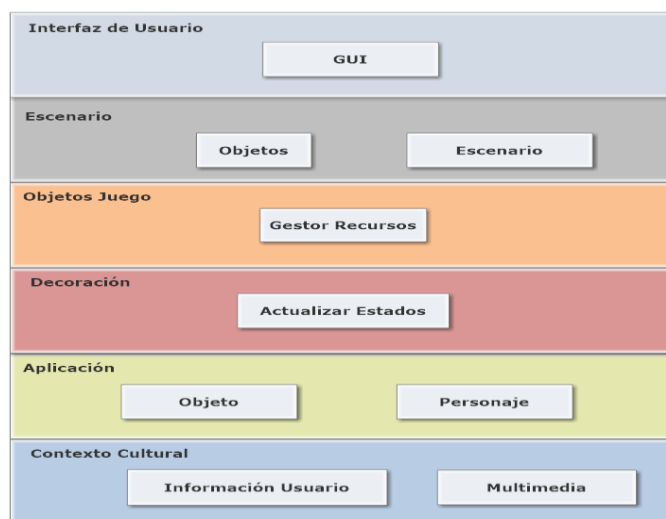 Interfaz de Usuario
GUI
Escenario
Objetos
Escenario
Objetos Juego
Gestor Recursos
Decoración
Actualizar Estados
Aplicación
Objeto
Personaje
Contexto Cultural
Información Usuario
Multimedia